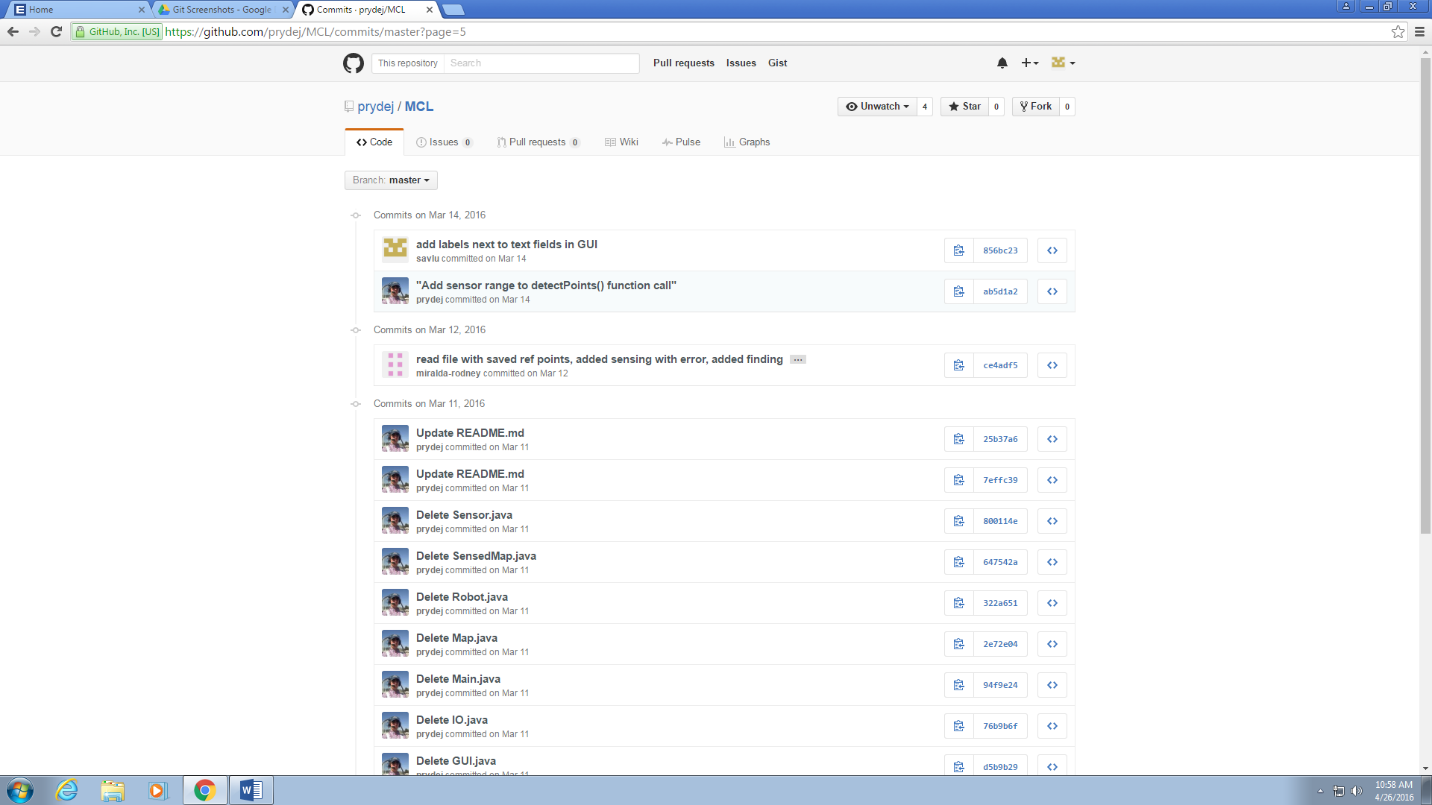 Home
Git Screenshots - Google
Commits · prydej/MCL
GitHub, Inc. [US] https://github.com/prydej/MCL/commits/master?page=5
This repository Search Pull requests Issues Gist
prydej / MCL
Unwatch 4 Star 0 Fork 0
Code Issues 0 Pull requests 0 Wiki Pulse Graphs
Branch: master
Commits on Mar 14, 2016
add labels next to text fields in GUI
savlu committed on Mar 14
856bc23
"Add sensor range to detectPoints() function call"
prydej committed on Mar 14
ab5d1a2
Commits on Mar 12, 2016
read file with saved ref points, added sensing with error, added finding ...
miralda-rodney committed on Mar 12
ce4adf5
Commits on Mar 11, 2016
Update README.md
prydej committed on Mar 11
25b37a6
Update README.md
prydej committed on Mar 11
7effc39
Delete Sensor.java
prydej committed on Mar 11
800114e
Delete SensedMap.java
prydej committed on Mar 11
647542a
Delete Robot.java
prydej committed on Mar 11
322a651
Delete Map.java
prydej committed on Mar 11
2e72e04
Delete Main.java
prydej committed on Mar 11
94f9e24
Delete IO.java
prydej committed on Mar 11
76b9b6f
Delete GUI.java
prydej committed on Mar 11
d5b9b29
10:58 AM
4/26/2016